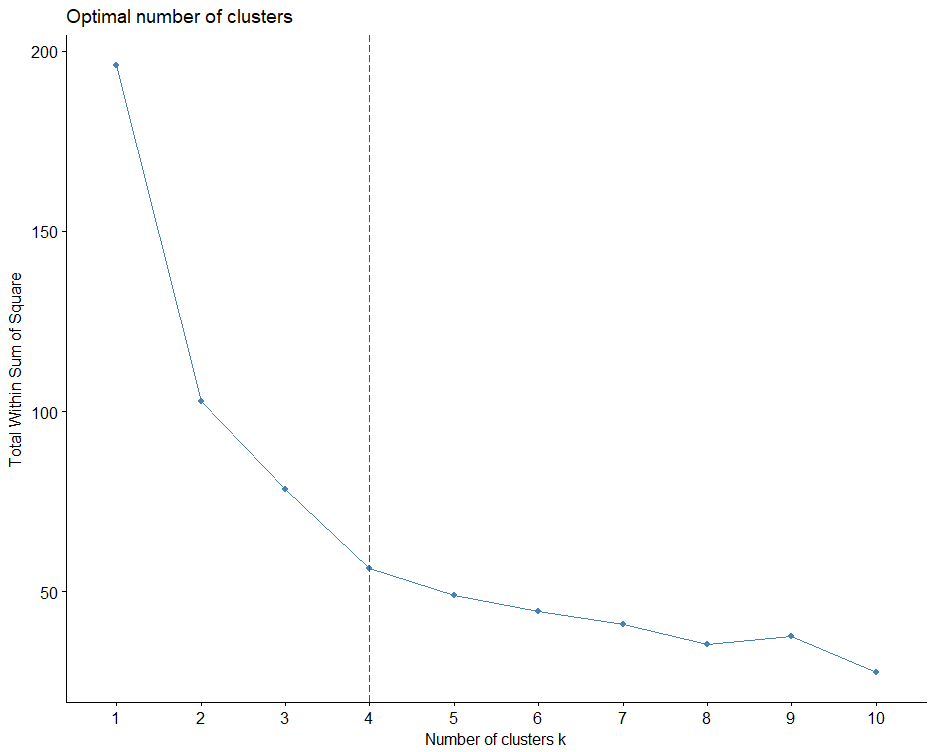 Optimal number of clusters
200
150
100
50
Total Within Sum of Square
1 2 3 4 5 6 7 8 9 10
Number of clusters k